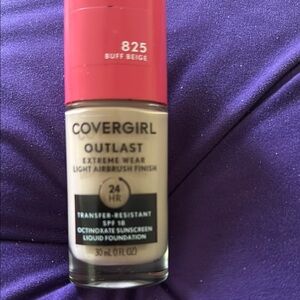 825
BUFF BEIGE
COVERGIRL
OUTLAST
EXTREME WEAR
LIGHT AIRBRUSH FINISH
24
HR
TRANSFER-RESISTANT
SPF 18
OCTINOXATE SUNSCREEN
LIQUID FOUNDATION
30 mL (1 FL OZ)